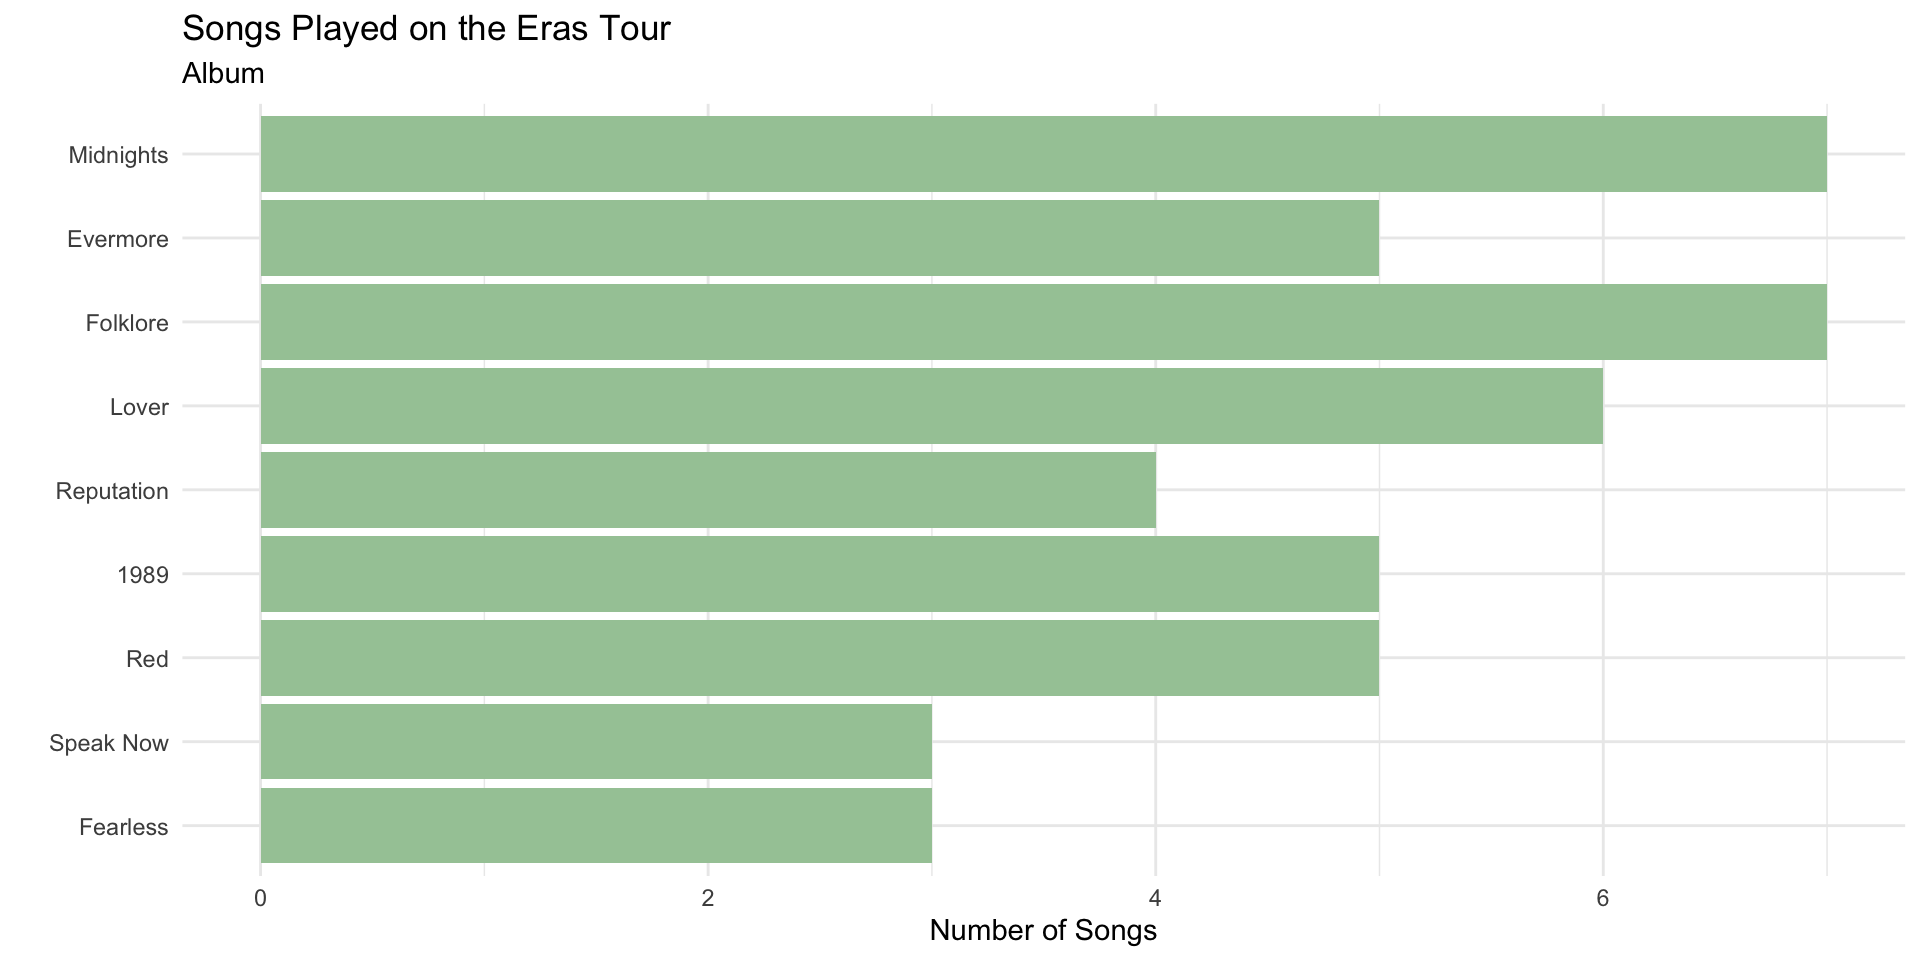 Songs Played on the Eras Tour
Album
Midnights
Evermore
Folklore
Lover
Reputation
1989
Red
Speak Now
Fearless
0 2 4 6
Number of Songs